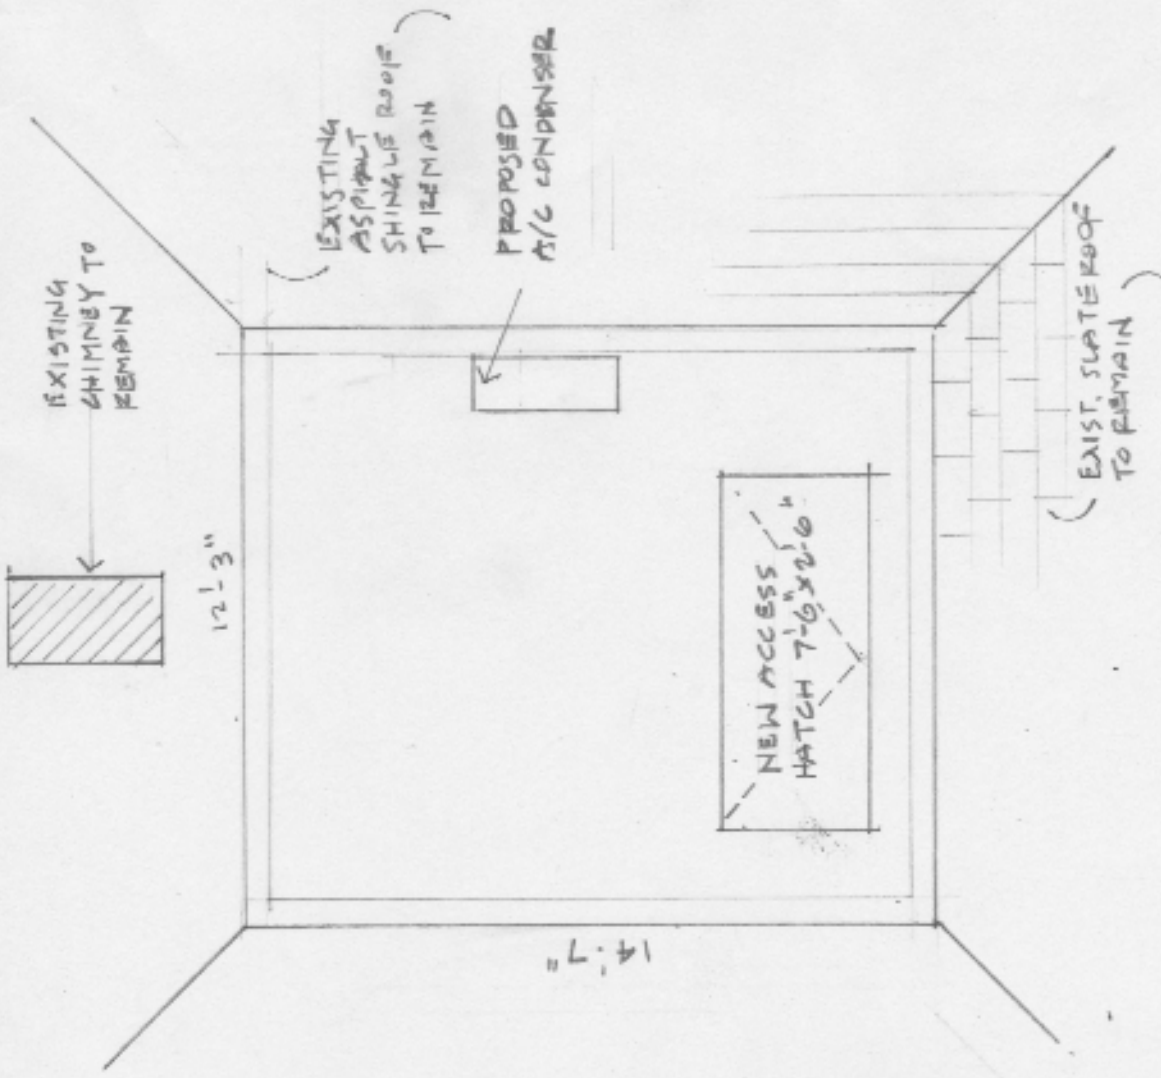 EXISTING
CHIMNEY TO
REMAIN
EXISTING
ASPHALT
SHINGLE ROOF
TO REMAIN
PROPOSED
A/C CONDENSER
12'-3"
NEW ACCESS
HATCH 7'-6" x 2'-6"
14'-7"
EXIST. SLATE ROOF
TO REMAIN